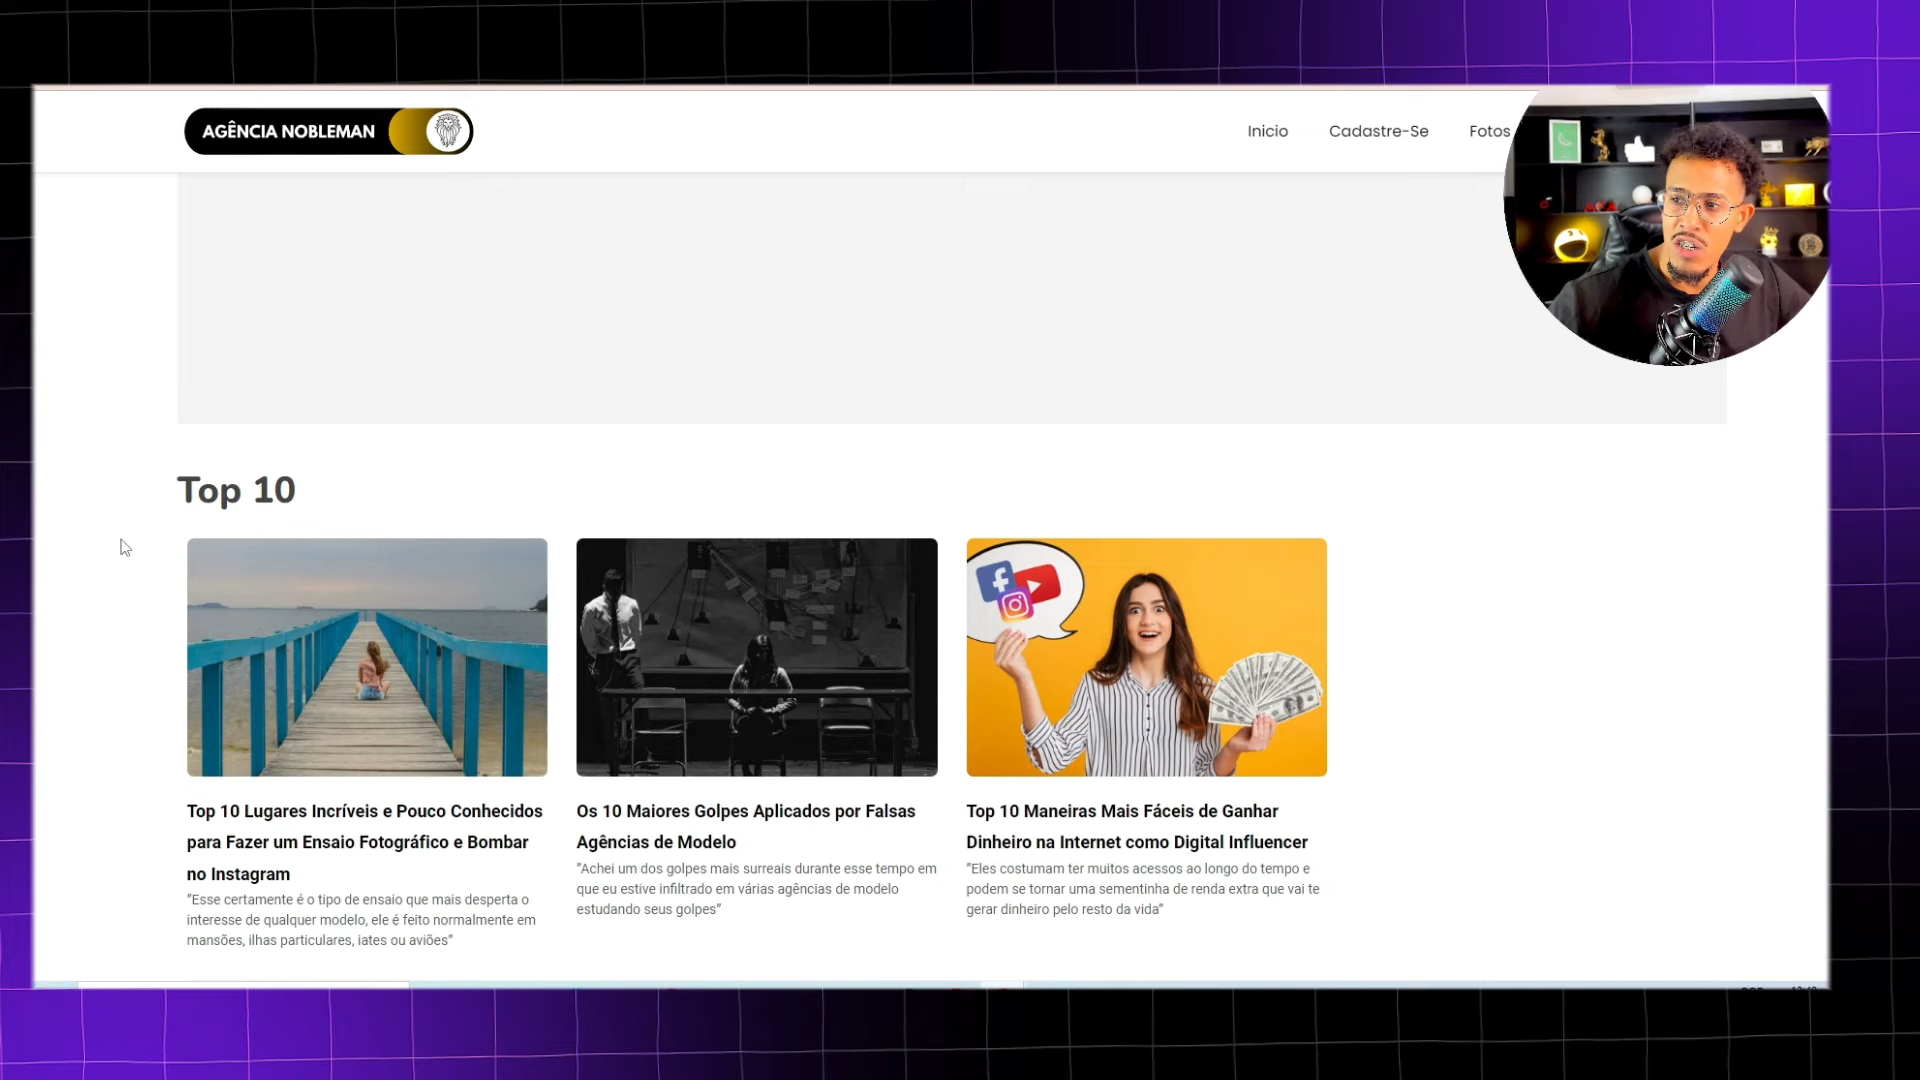 AGÊNCIA NOBLEMAN
Inicio Cadastre-Se Fotos
Top 10
Top 10 Lugares Incríveis e Pouco Conhecidos
para Fazer um Ensaio Fotográfico e Bombar
no Instagram
"Esse certamente é o tipo de ensaio que mais desperta o
interesse de qualquer modelo, ele é feito normalmente em
mansões, ilhas particulares, iates ou aviões"
Os 10 Maiores Golpes Aplicados por Falsas
Agências de Modelo
"Achei um dos golpes mais surreais durante esse tempo em
que eu estive infiltrado em várias agências de modelo
estudando seus golpes"
Top 10 Maneiras Mais Fáceis de Ganhar
Dinheiro na Internet como Digital Influencer
"Eles costumam ter muitos acessos ao longo do tempo e
podem se tornar uma sementinha de renda extra que vai te
gerar dinheiro pelo resto da vida"